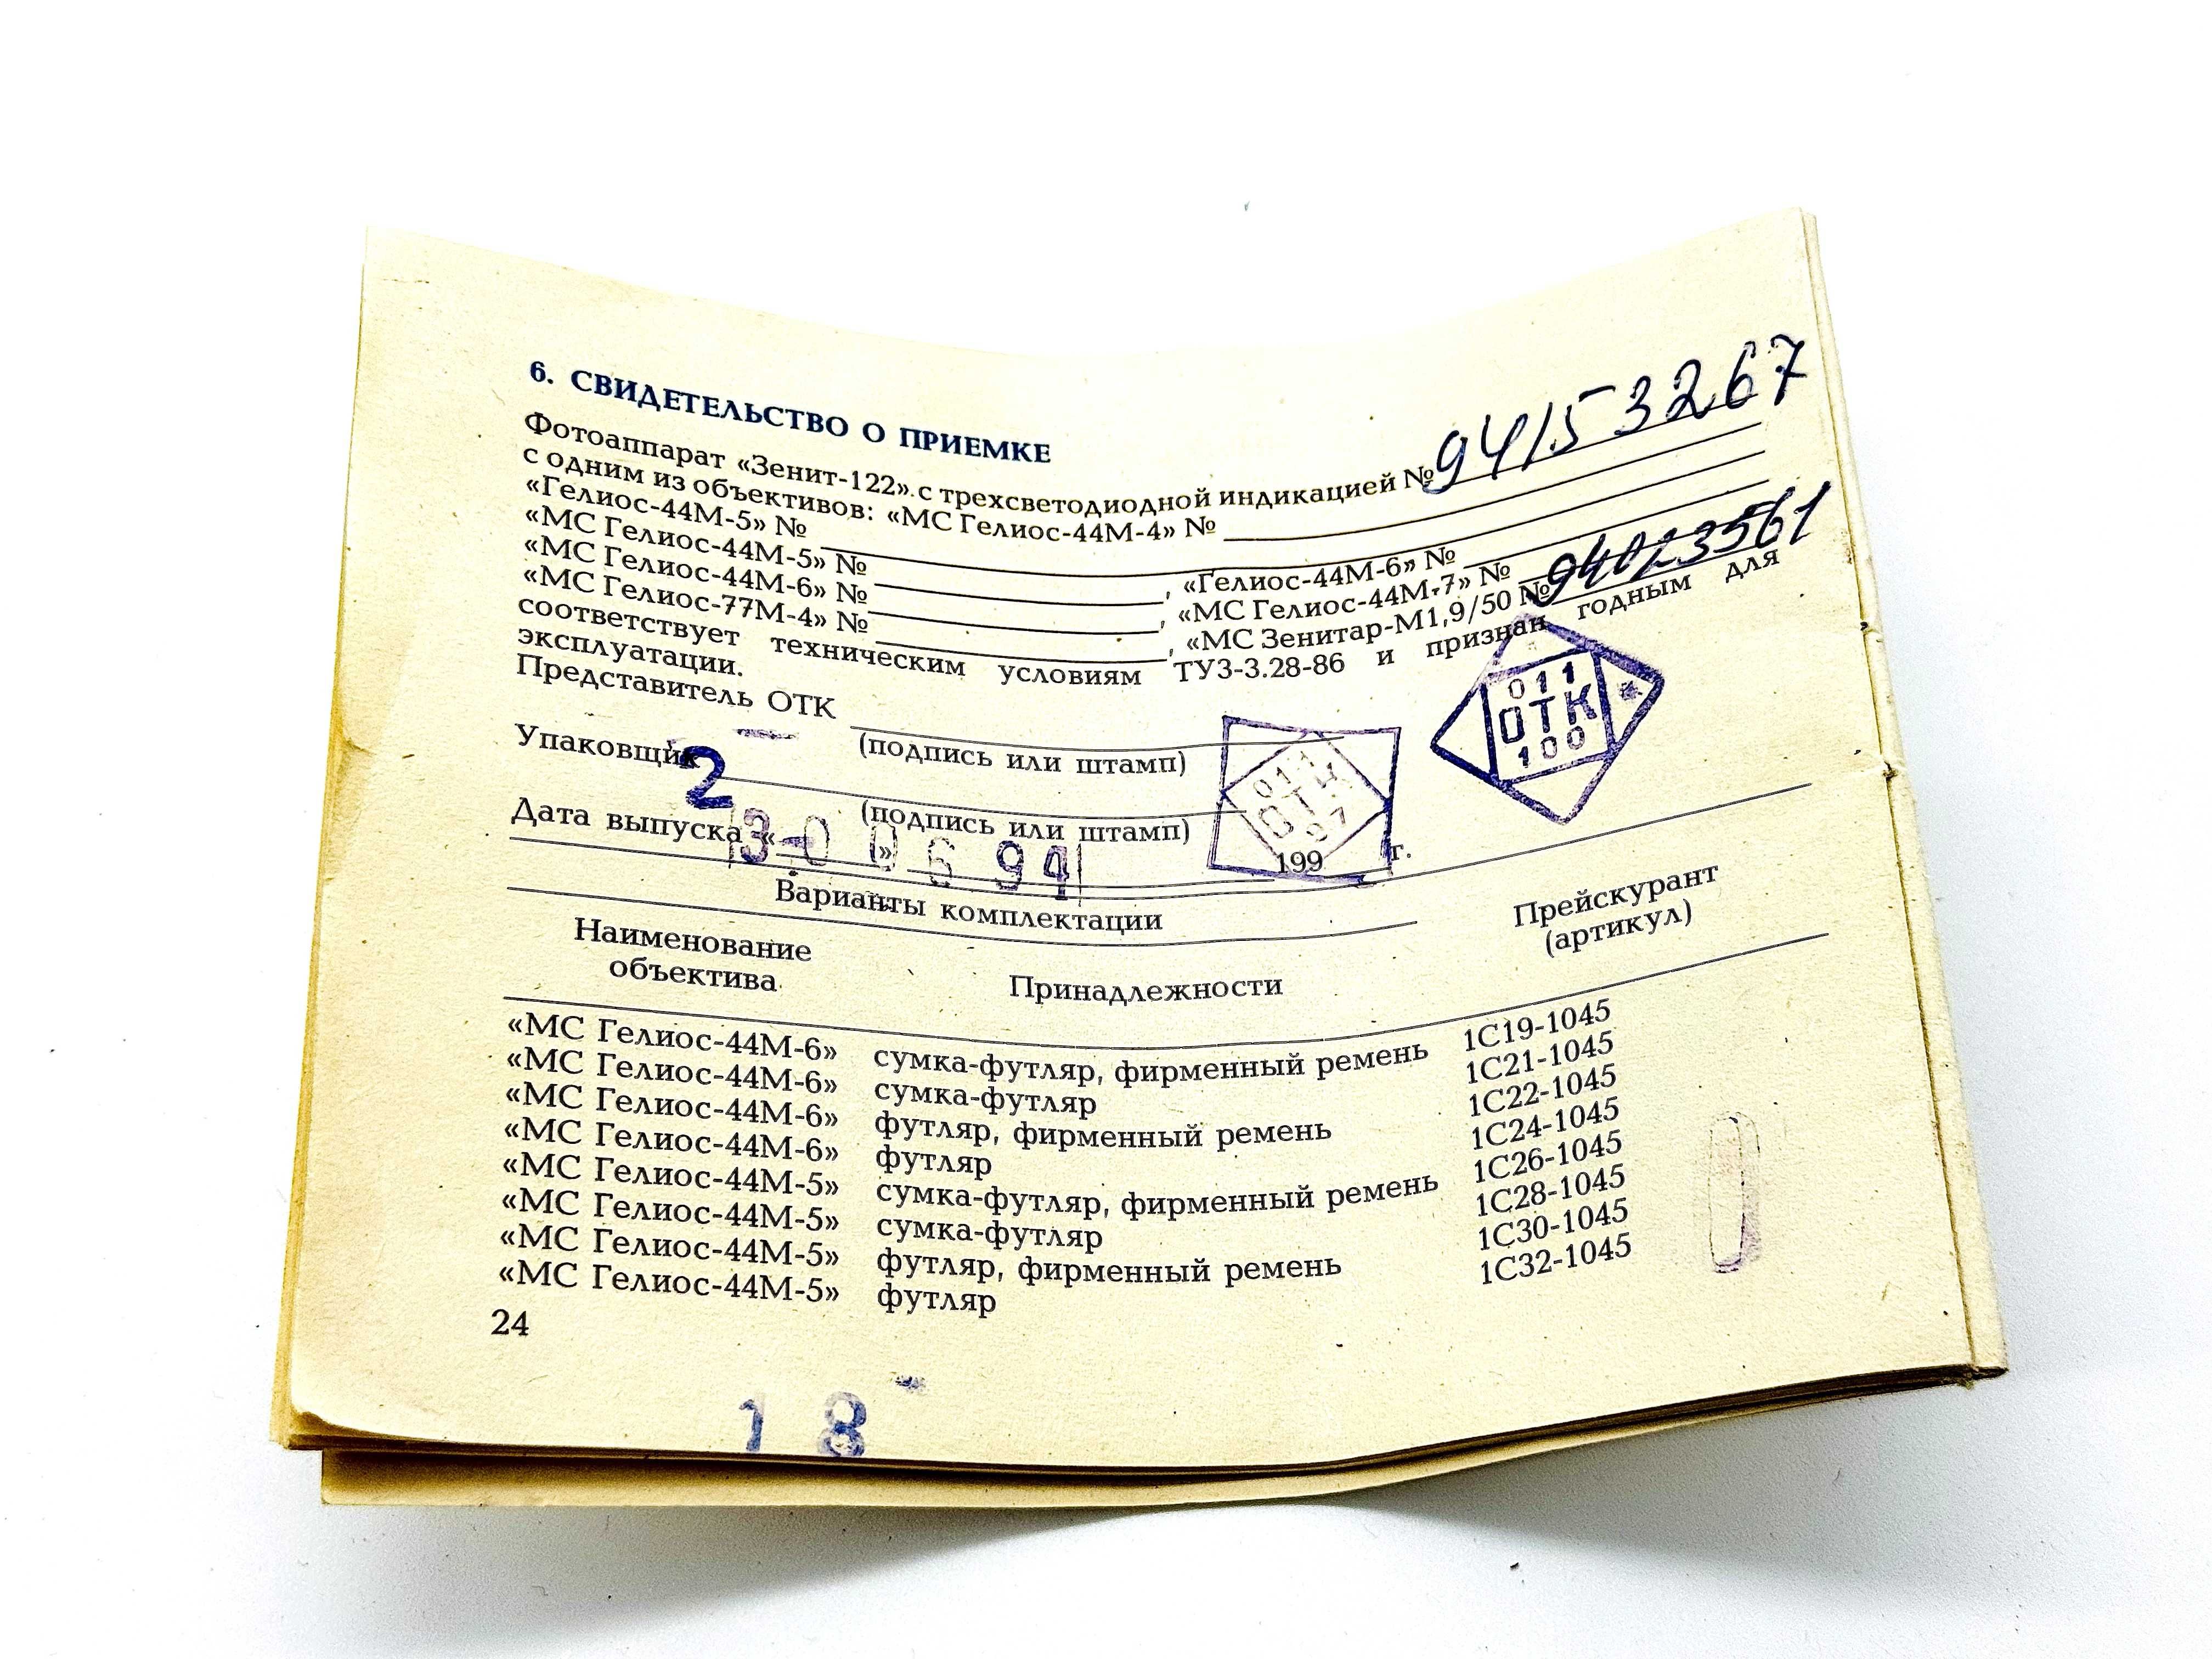 6. СВИДЕТЕЛЬСТВО О ПРИЕМКЕ
Фотоаппарат «Зенит-122» с трехсветодиодной индикацией № 94153267
с одним из объективов: «МС Гелиос-44М-4» №
«Гелиос-44М-5» № , «Гелиос-44М-6» №
«МС Гелиос-44М-5» № , «МС Гелиос-44М-7» №
«МС Гелиос-44М-6» № , «МС Зенитар-М1,9/50 № 94023561
«МС Гелиос-77М-4» №
соответствует техническим условиям ТУ3-3.28-86 и признан годным для
эксплуатации.
Представитель ОТК
(подпись или штамп)
011
ОТК
100
Упаковщик 2
(подпись или штамп)
011
ОТК
97
Дата выпуска « » 199 г.
3 0 0 6 94
Варианты комплектации
Наименование объектива Принадлежности Прейскурант (артикул)
«МС Гелиос-44М-6» сумка-футляр, фирменный ремень 1С19-1045
«МС Гелиос-44М-6» сумка-футляр 1С21-1045
«МС Гелиос-44М-6» футляр, фирменный ремень 1С22-1045
«МС Гелиос-44М-6» футляр 1С24-1045
«МС Гелиос-44М-5» сумка-футляр, фирменный ремень 1С26-1045
«МС Гелиос-44М-5» сумка-футляр 1С28-1045
«МС Гелиос-44М-5» футляр, фирменный ремень 1С30-1045
«МС Гелиос-44М-5» футляр 1С32-1045
24
1 8